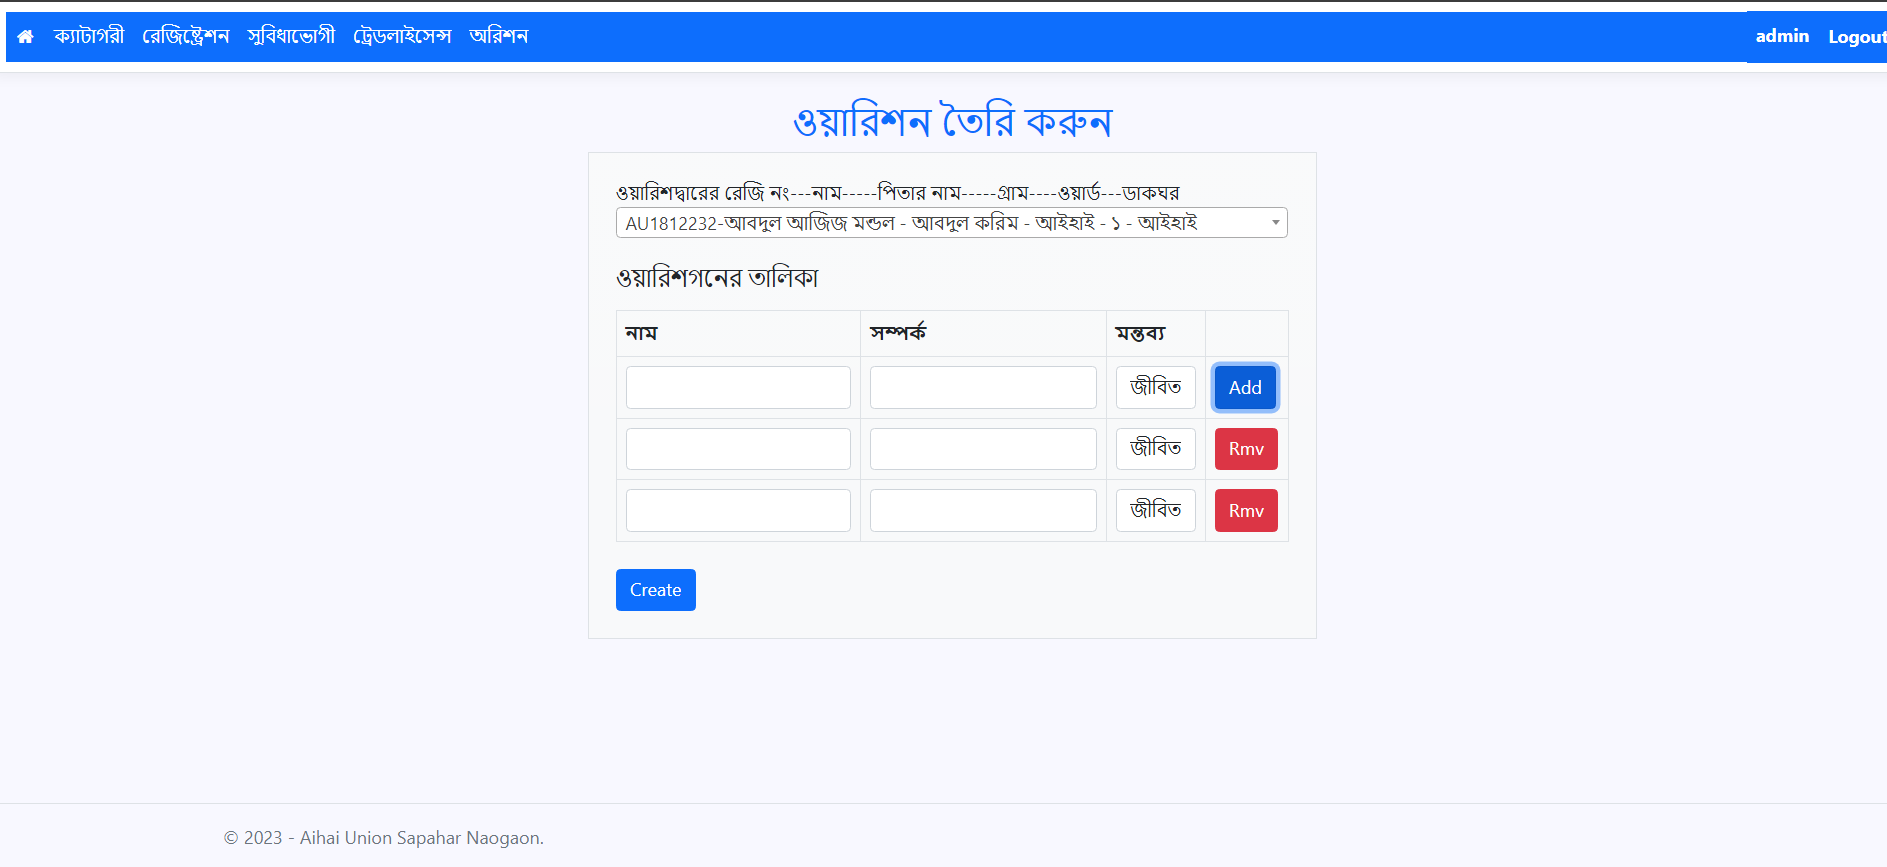 ক্যাটাগরী রেজিষ্ট্রেশন সুবিধাভোগী ট্রেডলাইসেন্স অরিশন admin Logout
ওয়ারিশন তৈরি করুন
ওয়ারিশদ্বারের রেজি নং---নাম-----পিতার নাম-----গ্রাম----ওয়ার্ড---ডাকঘর
AU1812232-আবদুল আজিজ মন্ডল - আবদুল করিম - আইহাই - ১ - আইহাই
ওয়ারিশগনের তালিকা
নাম সম্পর্ক মন্তব্য
জীবিত Add
জীবিত Rmv
জীবিত Rmv
Create
© 2023 - Aihai Union Sapahar Naogaon.